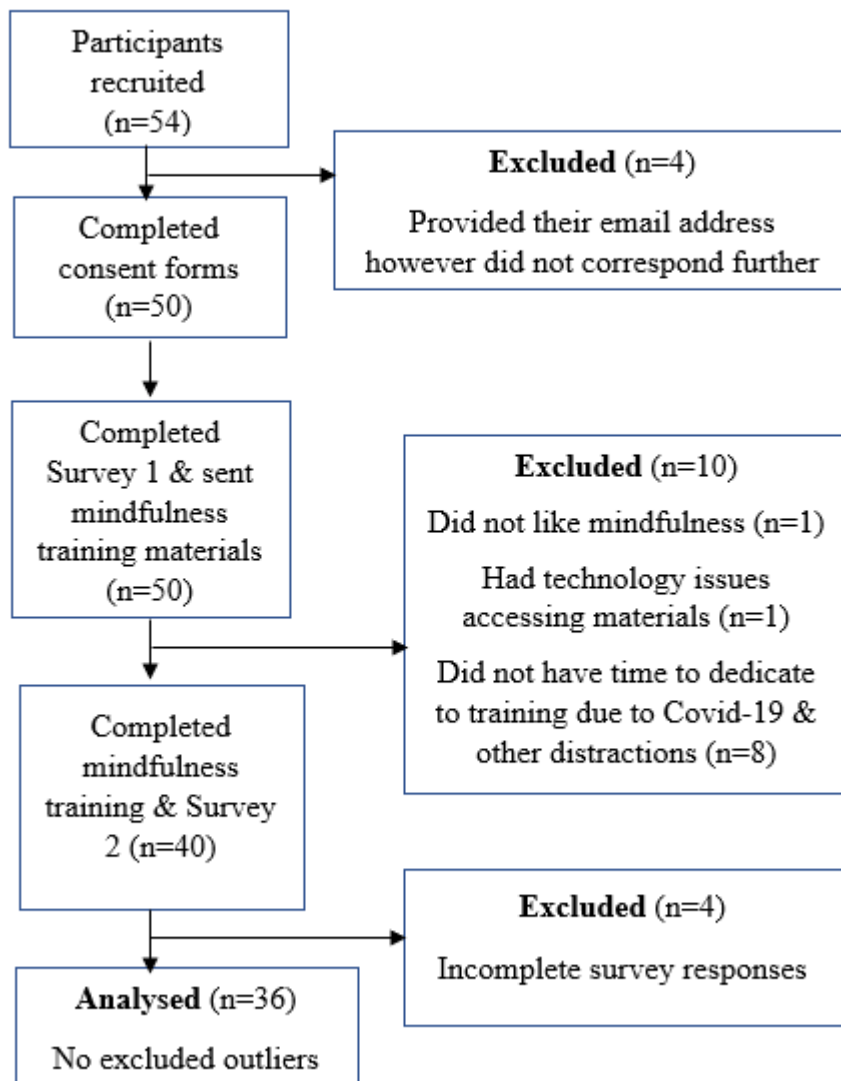 Participants
recruited
(n=54)
Excluded (n=4)
Provided their email address
however did not correspond further
Completed
consent forms
(n=50)
Completed
Survey 1 & sent
mindfulness
training materials
(n=50)
Excluded (n=10)
Did not like mindfulness (n=1)
Had technology issues
accessing materials (n=1)
Did not have time to dedicate
to training due to Covid-19 &
other distractions (n=8)
Completed
mindfulness
training & Survey
2 (n=40)
Excluded (n=4)
Incomplete survey responses
Analysed (n=36)
No excluded outliers